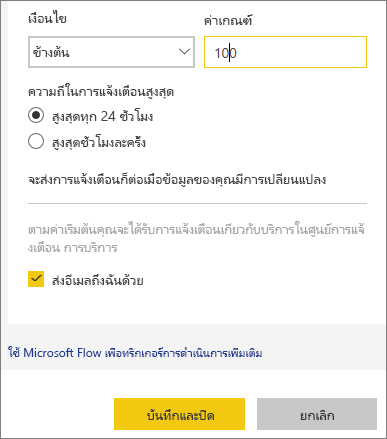 เงื่อนไข ค่าเกณฑ์
ข้างต้น 100
ความถี่ในการแจ้งเตือนสูงสุด
สูงสุดทุก 24 ชั่วโมง
สูงสุดชั่วโมงละครั้ง
จะส่งการแจ้งเตือนก็ต่อเมื่อข้อมูลของคุณมีการเปลี่ยนแปลง
ตามค่าเริ่มต้นคุณจะได้รับการแจ้งเตือนเกี่ยวกับบริการในศูนย์การแจ้ง
เตือน การบริการ
ส่งอีเมลถึงฉันด้วย
ใช้ Microsoft Flow เพื่อทริกเกอร์การดำเนินการเพิ่มเติม
บันทึกและปิด ยกเลิก